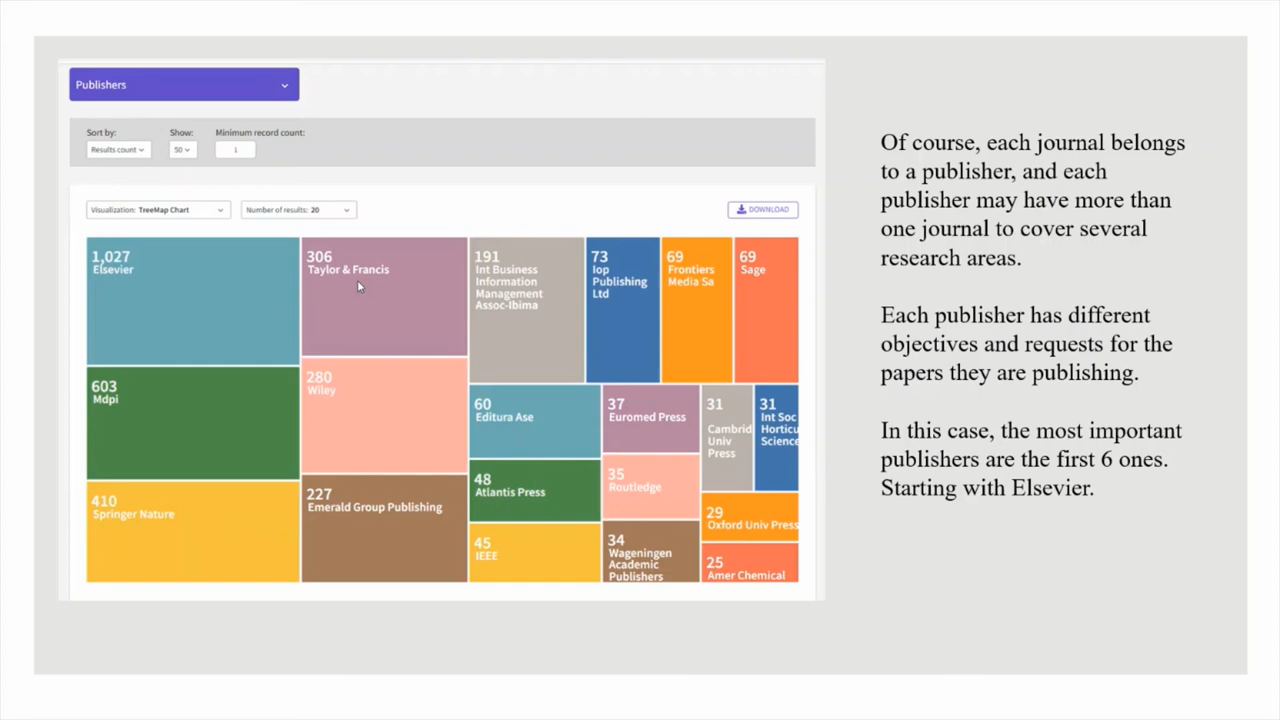 Publishers
Sort by:
Show:
Minimum record count:
Results count
50
1
Visualization: TreeMap Chart
Number of results: 20
DOWNLOAD
1,027
Elsevier
603
Mdpi
410
Springer Nature
306
Taylor & Francis
280
Wiley
227
Emerald Group Publishing
191
Int Business
Information
Management
Assoc-Ibima
73
Iop
Publishing
Ltd
69
Frontiers
Media Sa
69
Sage
60
Editura Ase
48
Atlantis Press
45
IEEE
37
Euromed Press
35
Routledge
34
Wageningen
Academic
Publishers
31
Cambrid
Univ
Press
31
Int Soc
Horticu
Science
29
Oxford Univ Press
25
Amer Chemical
Of course, each journal belongs
to a publisher, and each
publisher may have more than
one journal to cover several
research areas.
Each publisher has different
objectives and requests for the
papers they are publishing.
In this case, the most important
publishers are the first 6 ones.
Starting with Elsevier.